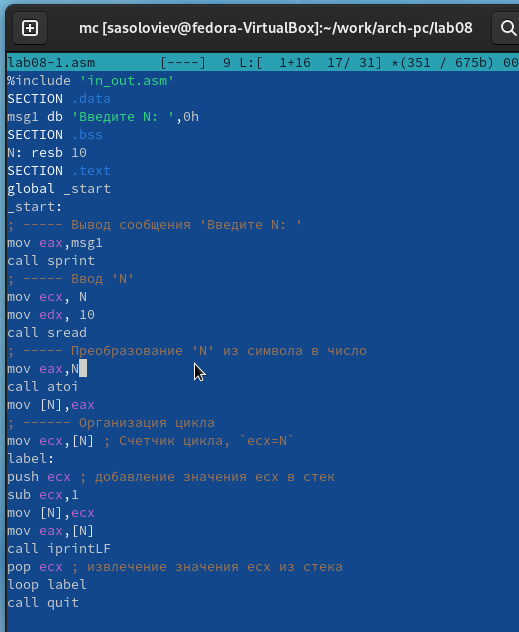 mc [sasoloviev@fedora-VirtualBox]:~/work/arch-pc/lab08
lab08-1.asm [----] 9 L:[ 1+16 17/ 31] *(351 / 675b) 00
%include 'in_out.asm'
SECTION .data
msg1 db 'Введите N: ',0h
SECTION .bss
N: resb 10
SECTION .text
global _start
_start:
; ----- Вывод сообщения 'Введите N: '
mov eax,msg1
call sprint
; ----- Ввод 'N'
mov ecx, N
mov edx, 10
call sread
; ----- Преобразование 'N' из символа в число
mov eax,N
call atoi
mov [N],eax
; ------ Организация цикла
mov ecx,[N] ; Счетчик цикла, `ecx=N`
label:
push ecx ; добавление значения ecx в стек
sub ecx,1
mov [N],ecx
mov eax,[N]
call iprintLF
pop ecx ; извлечение значения ecx из стека
loop label
call quit